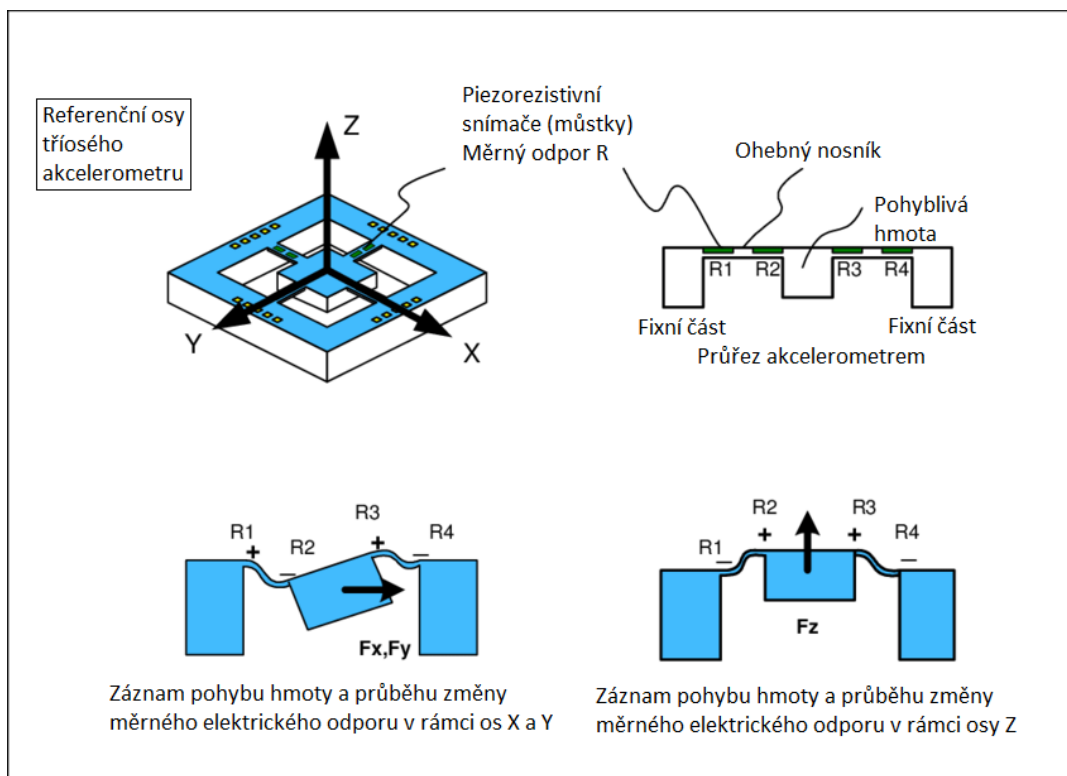 Referenční osy
tříosého
akcelerometru
Z
Y
X
Piezorezistivní
snímače (můstky)
Měrný odpor R
Ohebný nosník
Pohyblivá
hmota
R1 R2 R3 R4
Fixní část Fixní část
Průřez akcelerometrem
R1 + R2 – R3 + – R4
Fx,Fy
Záznam pohybu hmoty a průběhu změny
měrného elektrického odporu v rámci os X a Y
R1 – R2 + R3 + R4 –
Fz
Záznam pohybu hmoty a průběhu změny
měrného elektrického odporu v rámci osy Z